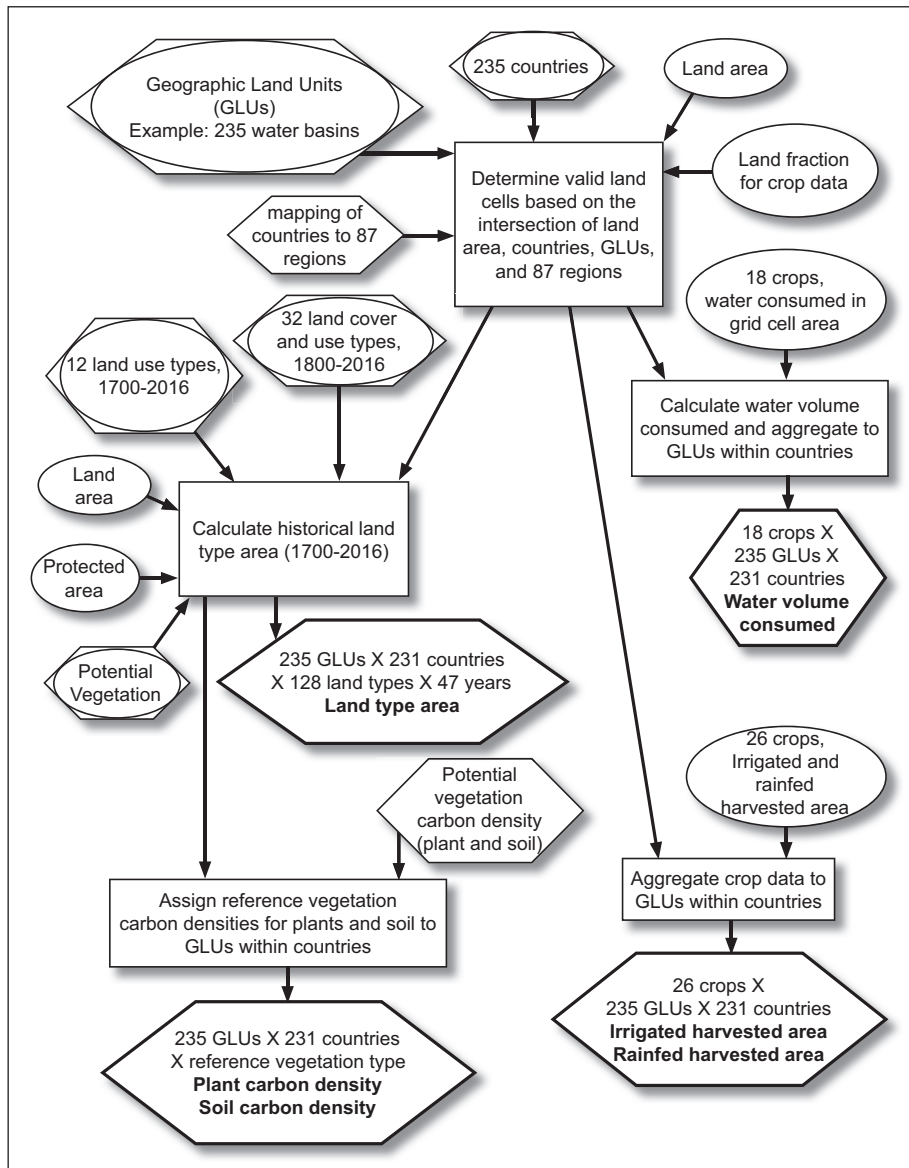 Geographic Land Units
(GLUs)
Example: 235 water basins
235 countries
Land area
Land fraction
for crop data
mapping of
countries to 87
regions
Determine valid land
cells based on the
intersection of land
area, countries, GLUs,
and 87 regions
18 crops,
water consumed in
grid cell area
12 land use types,
1700-2016
32 land cover
and use types,
1800-2016
Calculate water volume
consumed and aggregate to
GLUs within countries
Land
area
Protected
area
Potential
Vegetation
Calculate historical land
type area (1700-2016)
18 crops X
235 GLUs X
231 countries
Water volume
consumed
235 GLUs X 231 countries
X 128 land types X 47 years
Land type area
Potential
vegetation
carbon density
(plant and soil)
26 crops,
Irrigated and
rainfed
harvested area
Assign reference vegetation
carbon densities for plants and soil to
GLUs within countries
Aggregate crop data to
GLUs within countries
235 GLUs X 231 countries
X reference vegetation type
Plant carbon density
Soil carbon density
26 crops X
235 GLUs X 231 countries
Irrigated harvested area
Rainfed harvested area